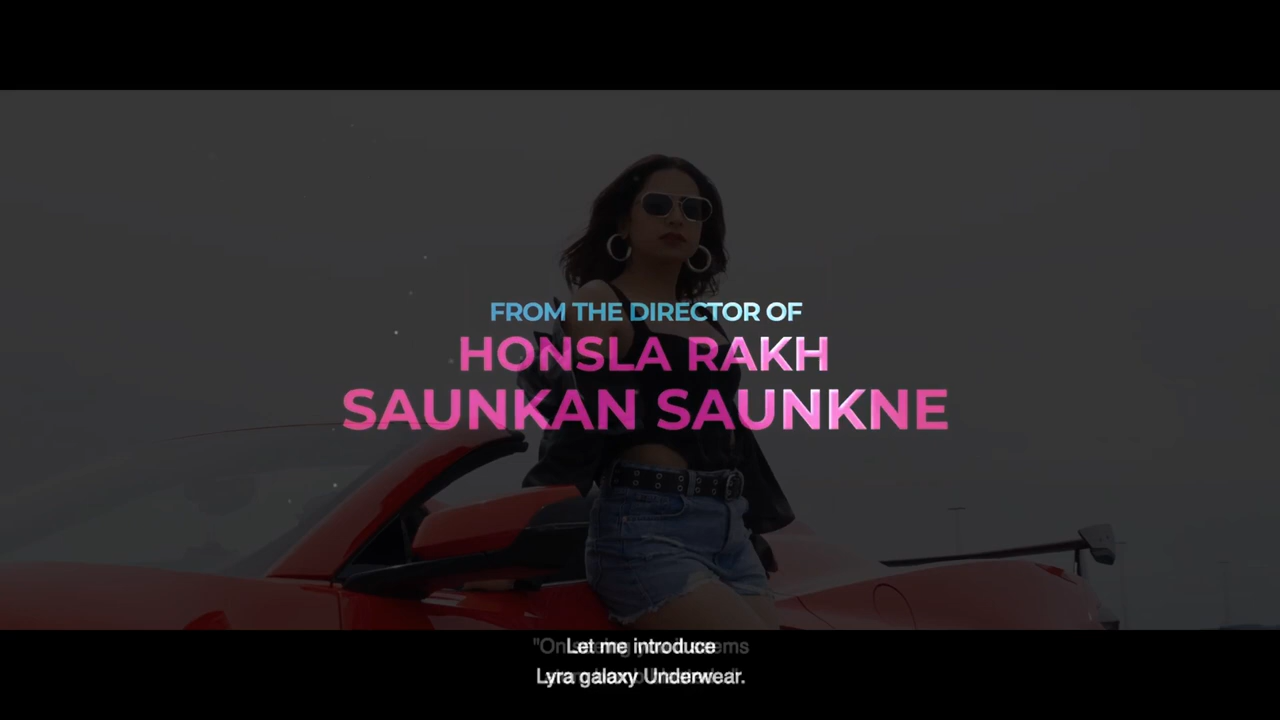 FROM THE DIRECTOR OF
HONSLA RAKH
SAUNKAN SAUNKNE
Let me introduce
Lyra galaxy Underwear.